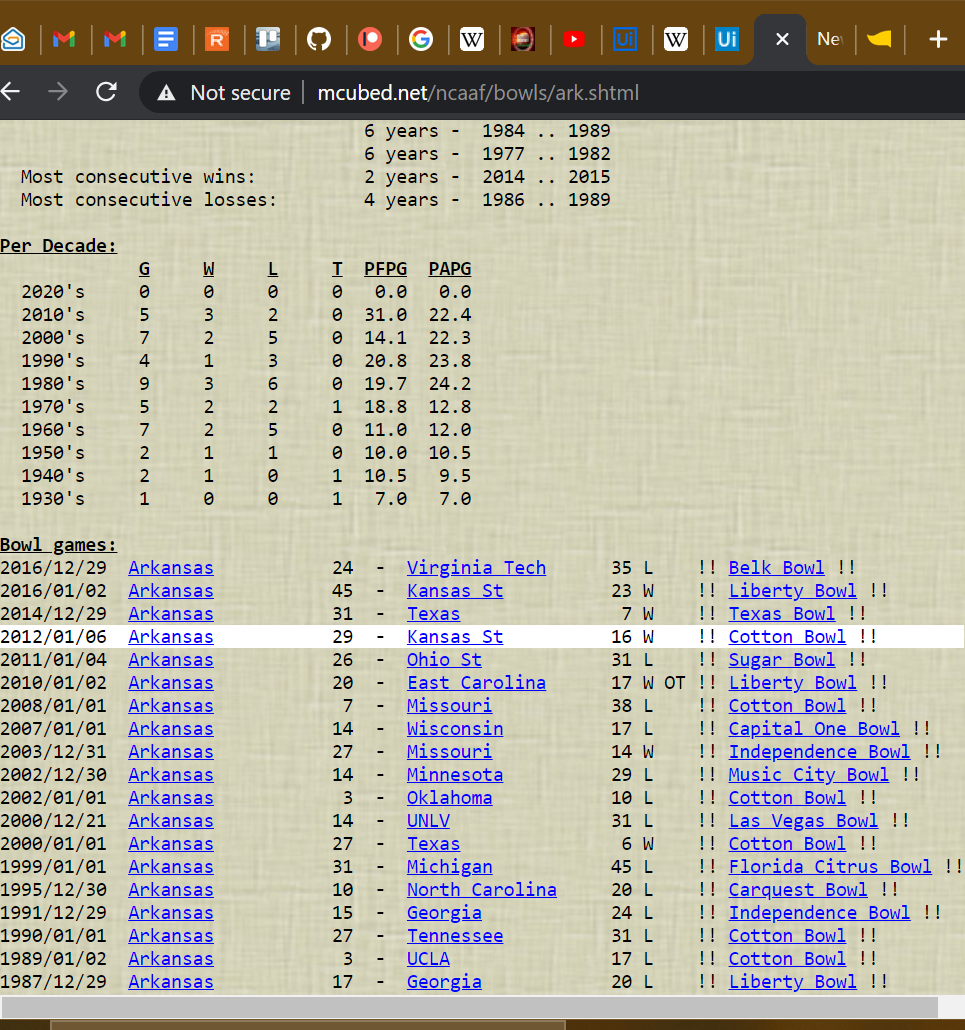 Ui Ui Nev
Not secure | mcubed.net/ncaaf/bowls/ark.shtml
6 years - 1984 .. 1989
6 years - 1977 .. 1982
Most consecutive wins: 2 years - 2014 .. 2015
Most consecutive losses: 4 years - 1986 .. 1989
Per Decade:
G W L T PFPG PAPG
2020's 0 0 0 0 0.0 0.0
2010's 5 3 2 0 31.0 22.4
2000's 7 2 5 0 14.1 22.3
1990's 4 1 3 0 20.8 23.8
1980's 9 3 6 0 19.7 24.2
1970's 5 2 2 1 18.8 12.8
1960's 7 2 5 0 11.0 12.0
1950's 2 1 1 0 10.0 10.5
1940's 2 1 0 1 10.5 9.5
1930's 1 0 0 1 7.0 7.0
Bowl games:
2016/12/29 Arkansas 24 - Virginia Tech 35 L !! Belk Bowl !!
2016/01/02 Arkansas 45 - Kansas St 23 W !! Liberty Bowl !!
2014/12/29 Arkansas 31 - Texas 7 W !! Texas Bowl !!
2012/01/06 Arkansas 29 - Kansas St 16 W !! Cotton Bowl !!
2011/01/04 Arkansas 26 - Ohio St 31 L !! Sugar Bowl !!
2010/01/02 Arkansas 20 - East Carolina 17 W OT !! Liberty Bowl !!
2008/01/01 Arkansas 7 - Missouri 38 L !! Cotton Bowl !!
2007/01/01 Arkansas 14 - Wisconsin 17 L !! Capital One Bowl !!
2003/12/31 Arkansas 27 - Missouri 14 W !! Independence Bowl !!
2002/12/30 Arkansas 14 - Minnesota 29 L !! Music City Bowl !!
2002/01/01 Arkansas 3 - Oklahoma 10 L !! Cotton Bowl !!
2000/12/21 Arkansas 14 - UNLV 31 L !! Las Vegas Bowl !!
2000/01/01 Arkansas 27 - Texas 6 W !! Cotton Bowl !!
1999/01/01 Arkansas 31 - Michigan 45 L !! Florida Citrus Bowl !!
1995/12/30 Arkansas 10 - North Carolina 20 L !! Carquest Bowl !!
1991/12/29 Arkansas 15 - Georgia 24 L !! Independence Bowl !!
1990/01/01 Arkansas 27 - Tennessee 31 L !! Cotton Bowl !!
1989/01/02 Arkansas 3 - UCLA 17 L !! Cotton Bowl !!
1987/12/29 Arkansas 17 - Georgia 20 L !! Liberty Bowl !!